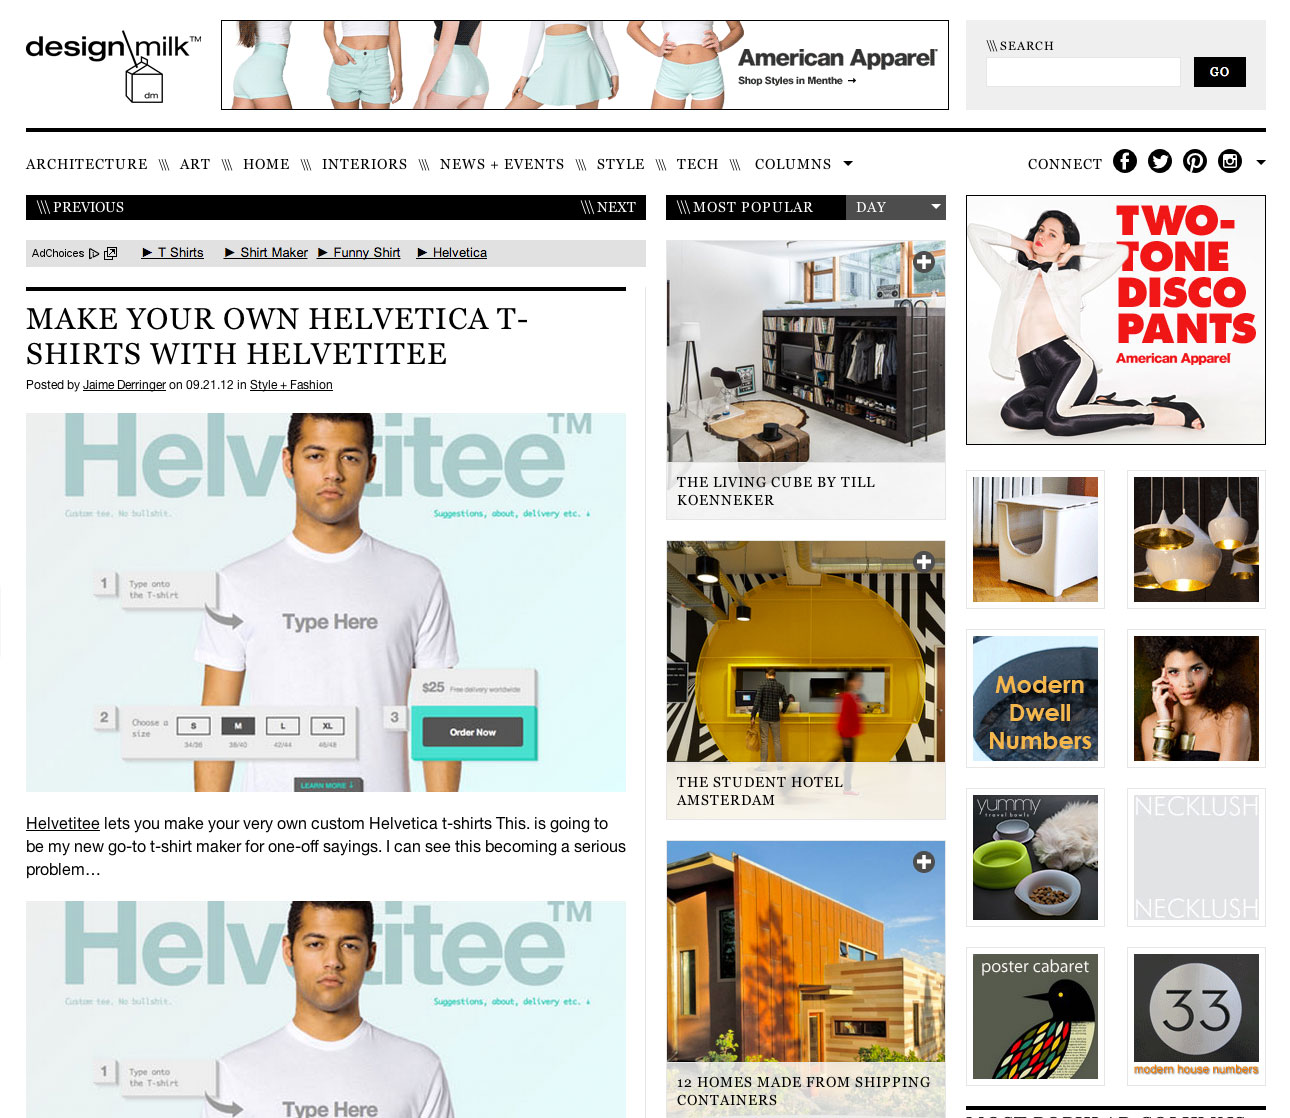 design\milk™
dm
American Apparel
Shop Styles in Menthe →
\\\ SEARCH
GO
ARCHITECTURE \\\ ART \\\ HOME \\\ INTERIORS \\\ NEWS + EVENTS \\\ STYLE \\\ TECH \\\ COLUMNS
CONNECT
\\\ PREVIOUS
\\\ NEXT
AdChoices
► T Shirts ► Shirt Maker ► Funny Shirt ► Helvetica
MAKE YOUR OWN HELVETICA T-
SHIRTS WITH HELVETITEE
Posted by Jaime Derringer on 09.21.12 in Style + Fashion
Helvetitee™
Custom tee. No bullshit.
Suggestions, about, delivery etc. ↓
1
Type onto
the T-shirt
Type Here
$25 Free delivery worldwide
2
Choose a
size
S M L XL
34/36 38/40 42/44 46/48
3
Order Now
LEARN MORE ↓
Helvetitee lets you make your very own custom Helvetica t-shirts This. is going to
be my new go-to t-shirt maker for one-off sayings. I can see this becoming a serious
problem…
Helvetitee™
Custom tee. No bullshit.
Suggestions, about, delivery etc. ↓
1
Type onto
the T-shirt
Type Here
\\\ MOST POPULAR
DAY
THE LIVING CUBE BY TILL
KOENNEKER
THE STUDENT HOTEL
AMSTERDAM
12 HOMES MADE FROM SHIPPING
CONTAINERS
TWO-
TONE
DISCO
PANTS
American Apparel
Modern
Dwell
Numbers
yummy
travel bowls
NECKLUSH
NECKLUSH
poster cabaret
33
modern house numbers
MOST POPULAR COLUMNS